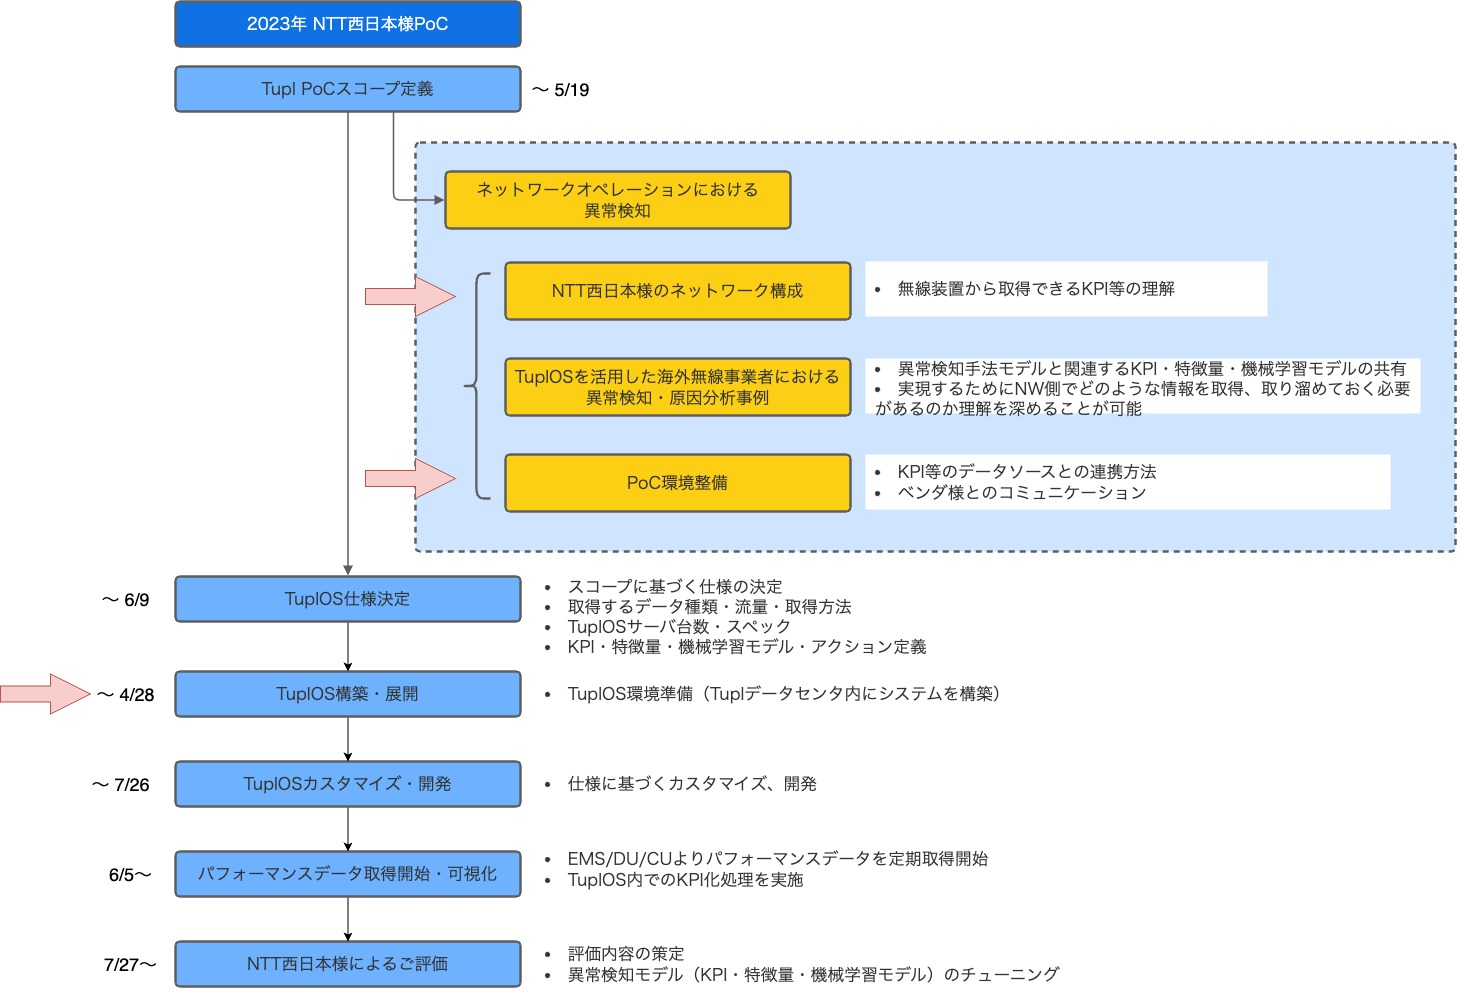 2023年 NTT西日本様PoC
Tupl PoCスコープ定義
～ 5/19
ネットワークオペレーションにおける
異常検知
NTT西日本様のネットワーク構成
• 無線装置から取得できるKPI等の理解
TuplOSを活用した海外無線事業者における
異常検知・原因分析事例
• 異常検知手法モデルと関連するKPI・特徴量・機械学習モデルの共有
• 実現するためにNW側でどのような情報を取得、取り溜めておく必要
があるのか理解を深めることが可能
PoC環境整備
• KPI等のデータソースとの連携方法
• ベンダ様とのコミュニケーション
～ 6/9
TuplOS仕様決定
• スコープに基づく仕様の決定
• 取得するデータ種類・流量・取得方法
• TuplOSサーバ台数・スペック
• KPI・特徴量・機械学習モデル・アクション定義
～ 4/28
TuplOS構築・展開
• TuplOS環境準備（Tuplデータセンタ内にシステムを構築）
～ 7/26
TuplOSカスタマイズ・開発
• 仕様に基づくカスタマイズ、開発
6/5～
パフォーマンスデータ取得開始・可視化
• EMS/DU/CUよりパフォーマンスデータを定期取得開始
• TuplOS内でのKPI化処理を実施
7/27～
NTT西日本様によるご評価
• 評価内容の策定
• 異常検知モデル（KPI・特徴量・機械学習モデル）のチューニング